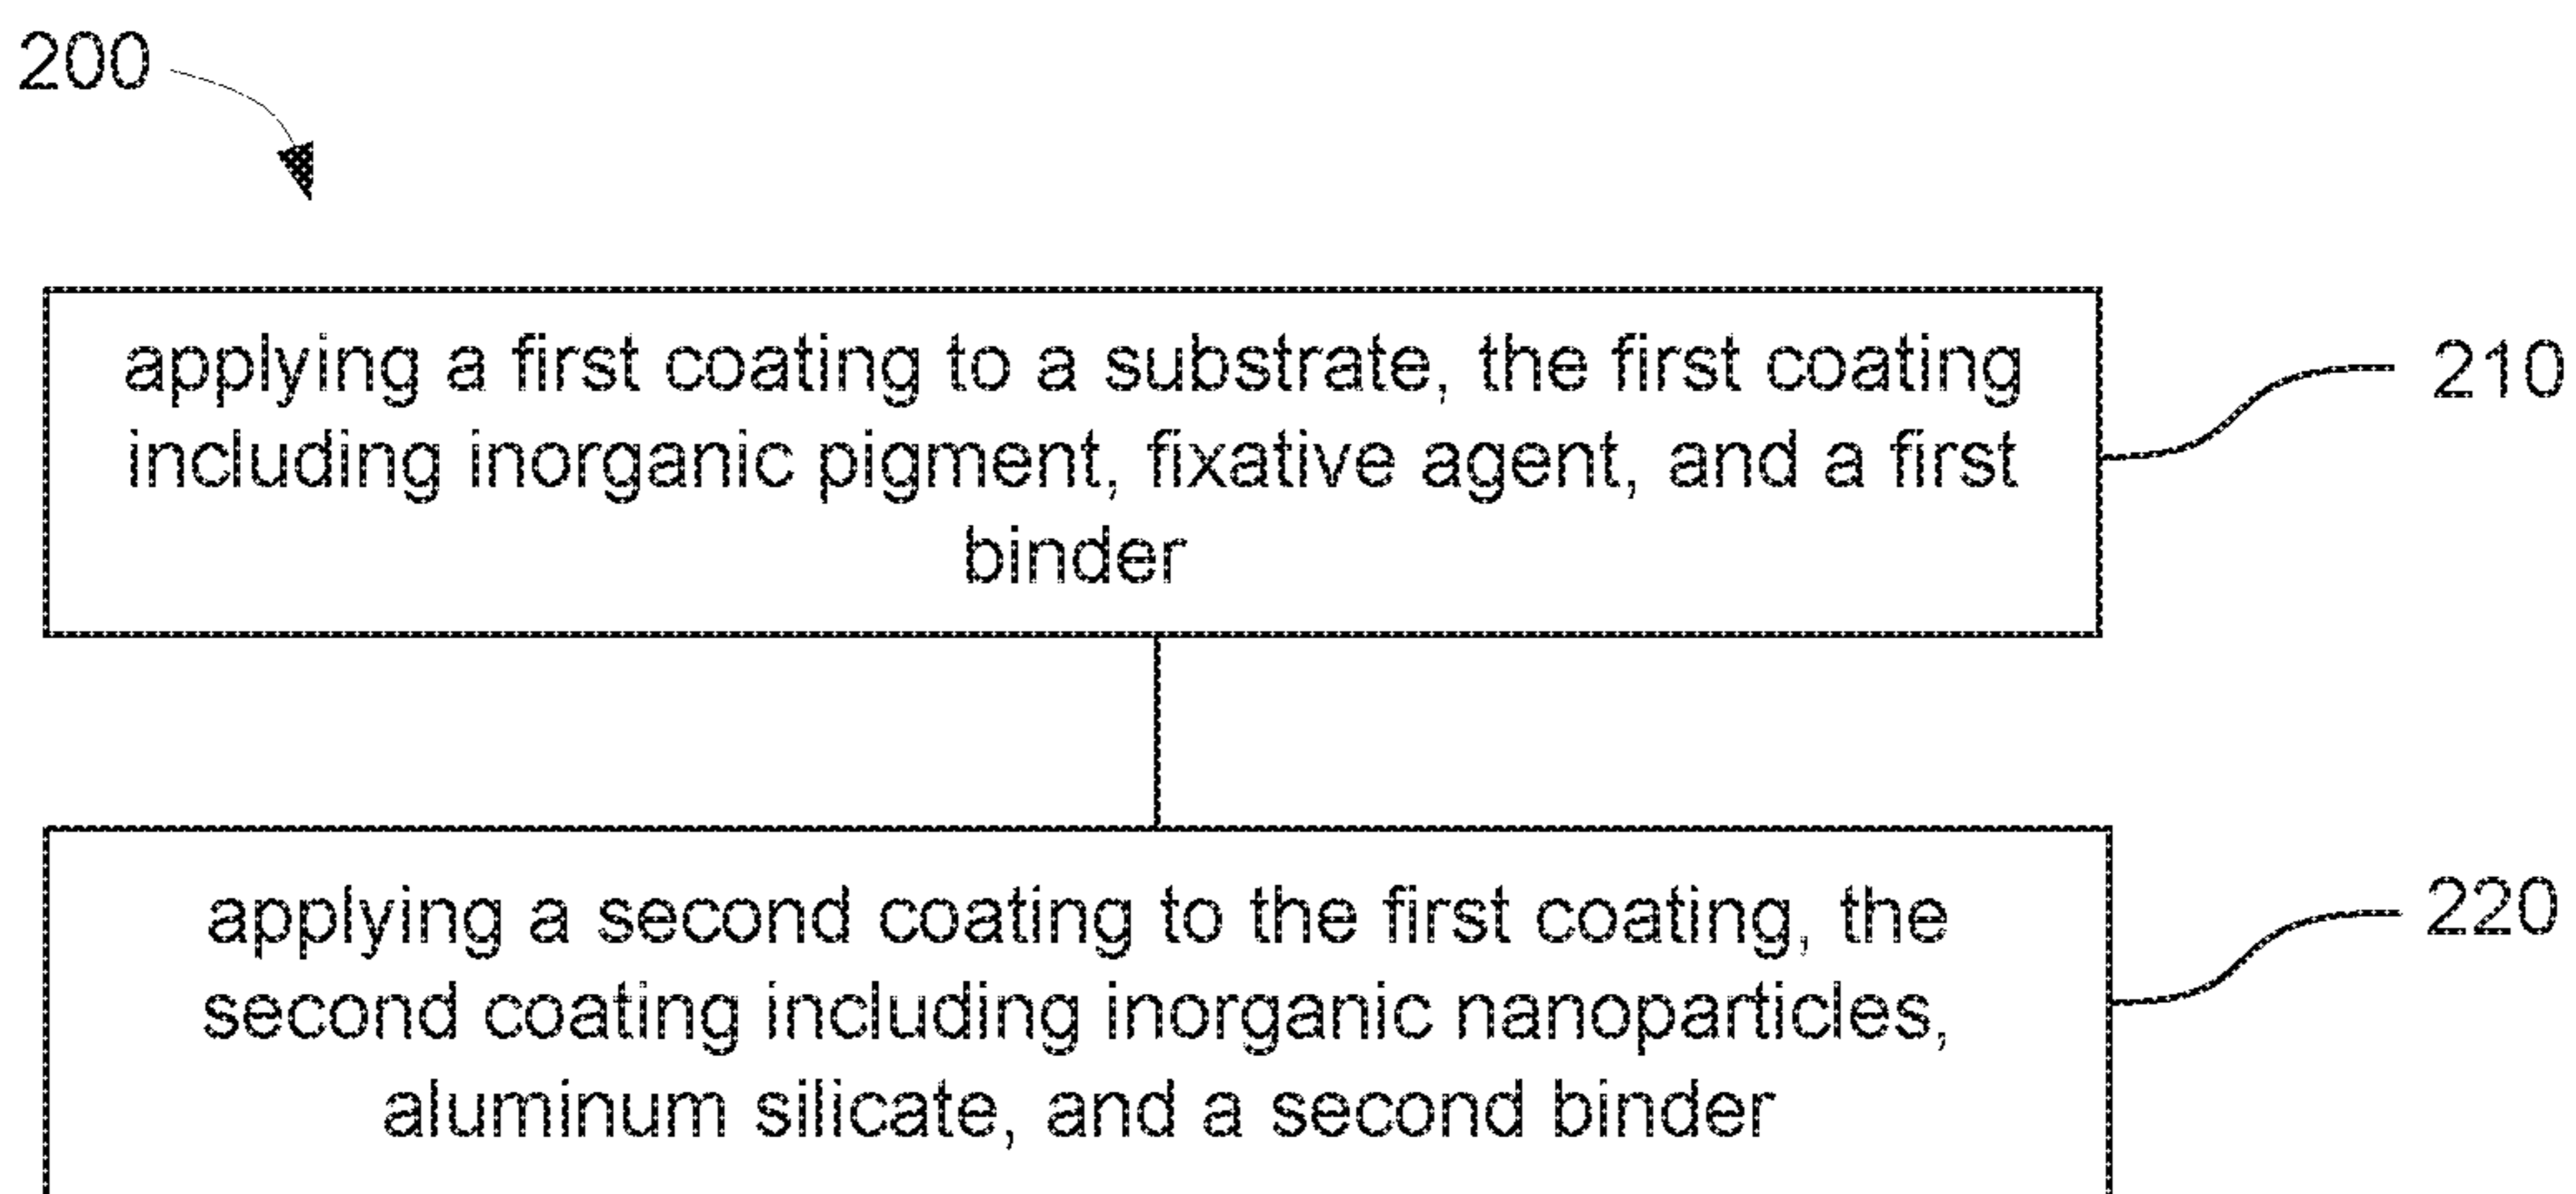 200
applying a first coating to a substrate, the first coating
including inorganic pigment, fixative agent, and a first
binder
210
applying a second coating to the first coating, the
second coating including inorganic nanoparticles,
aluminum silicate, and a second binder
220